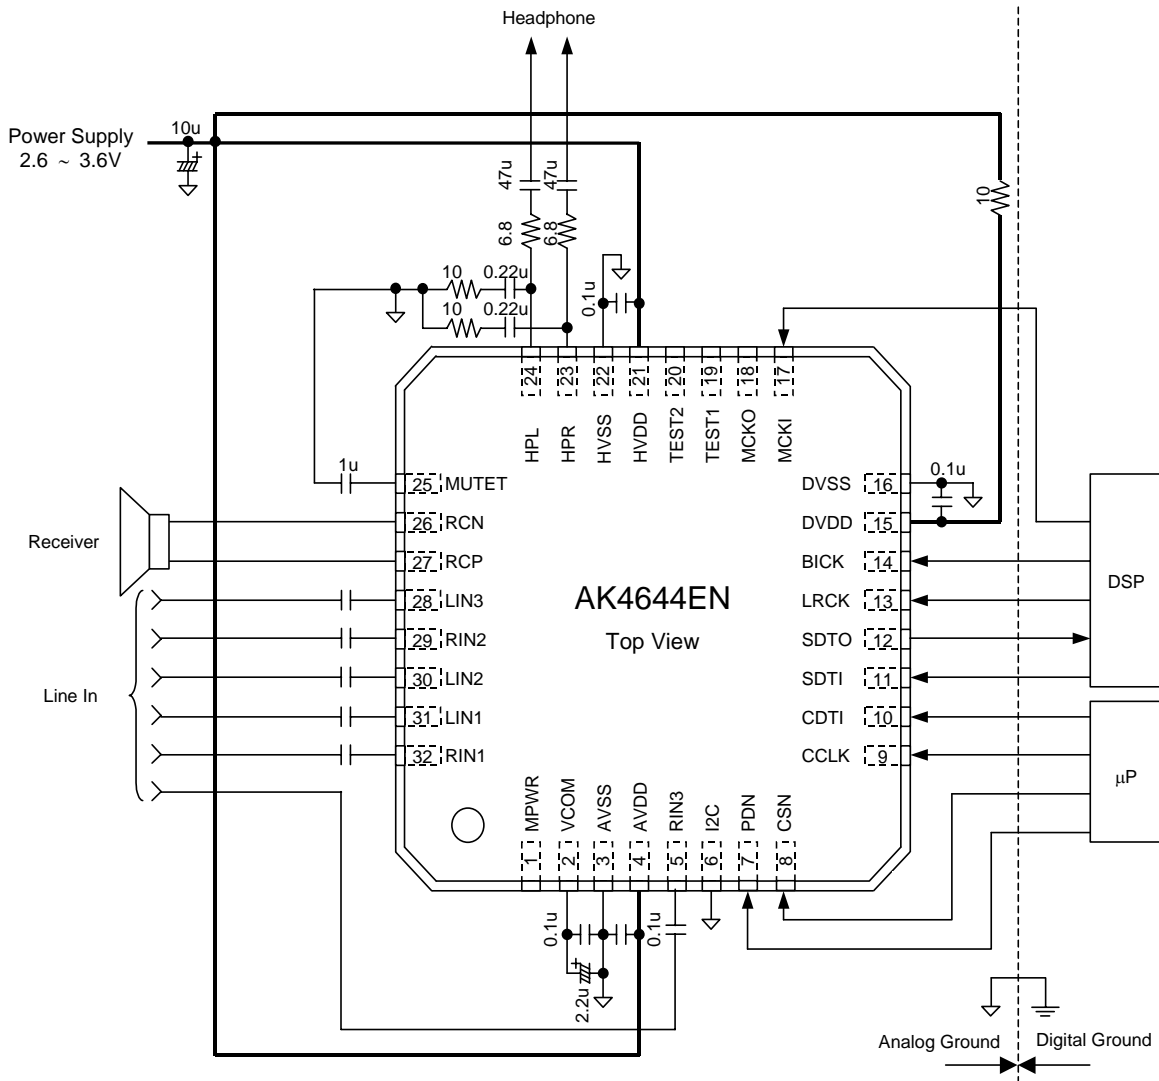 Headphone
Power Supply
2.6 ~ 3.6V
10u
47u
47u
6.8
6.8
10
10
0.22u
10
0.22u
0.1u
24
23
22
21
20
19
18
17
HPL
HPR
HVSS
HVDD
TEST2
TEST1
MCKO
MCKI
1u
25 MUTET
26 RCN
27 RCP
28 LIN3
29 RIN2
30 LIN2
31 LIN1
32 RIN1
Receiver
Line In
AK4644EN
Top View
0.1u
DVSS 16
DVDD 15
BICK 14
LRCK 13
SDTO 12
SDTI 11
CDTI 10
CCLK 9
DSP
µP
MPWR
VCOM
AVSS
AVDD
RIN3
I2C
PDN
CSN
1
2
3
4
5
6
7
8
0.1u
0.1u
2.2u
Analog Ground
Digital Ground